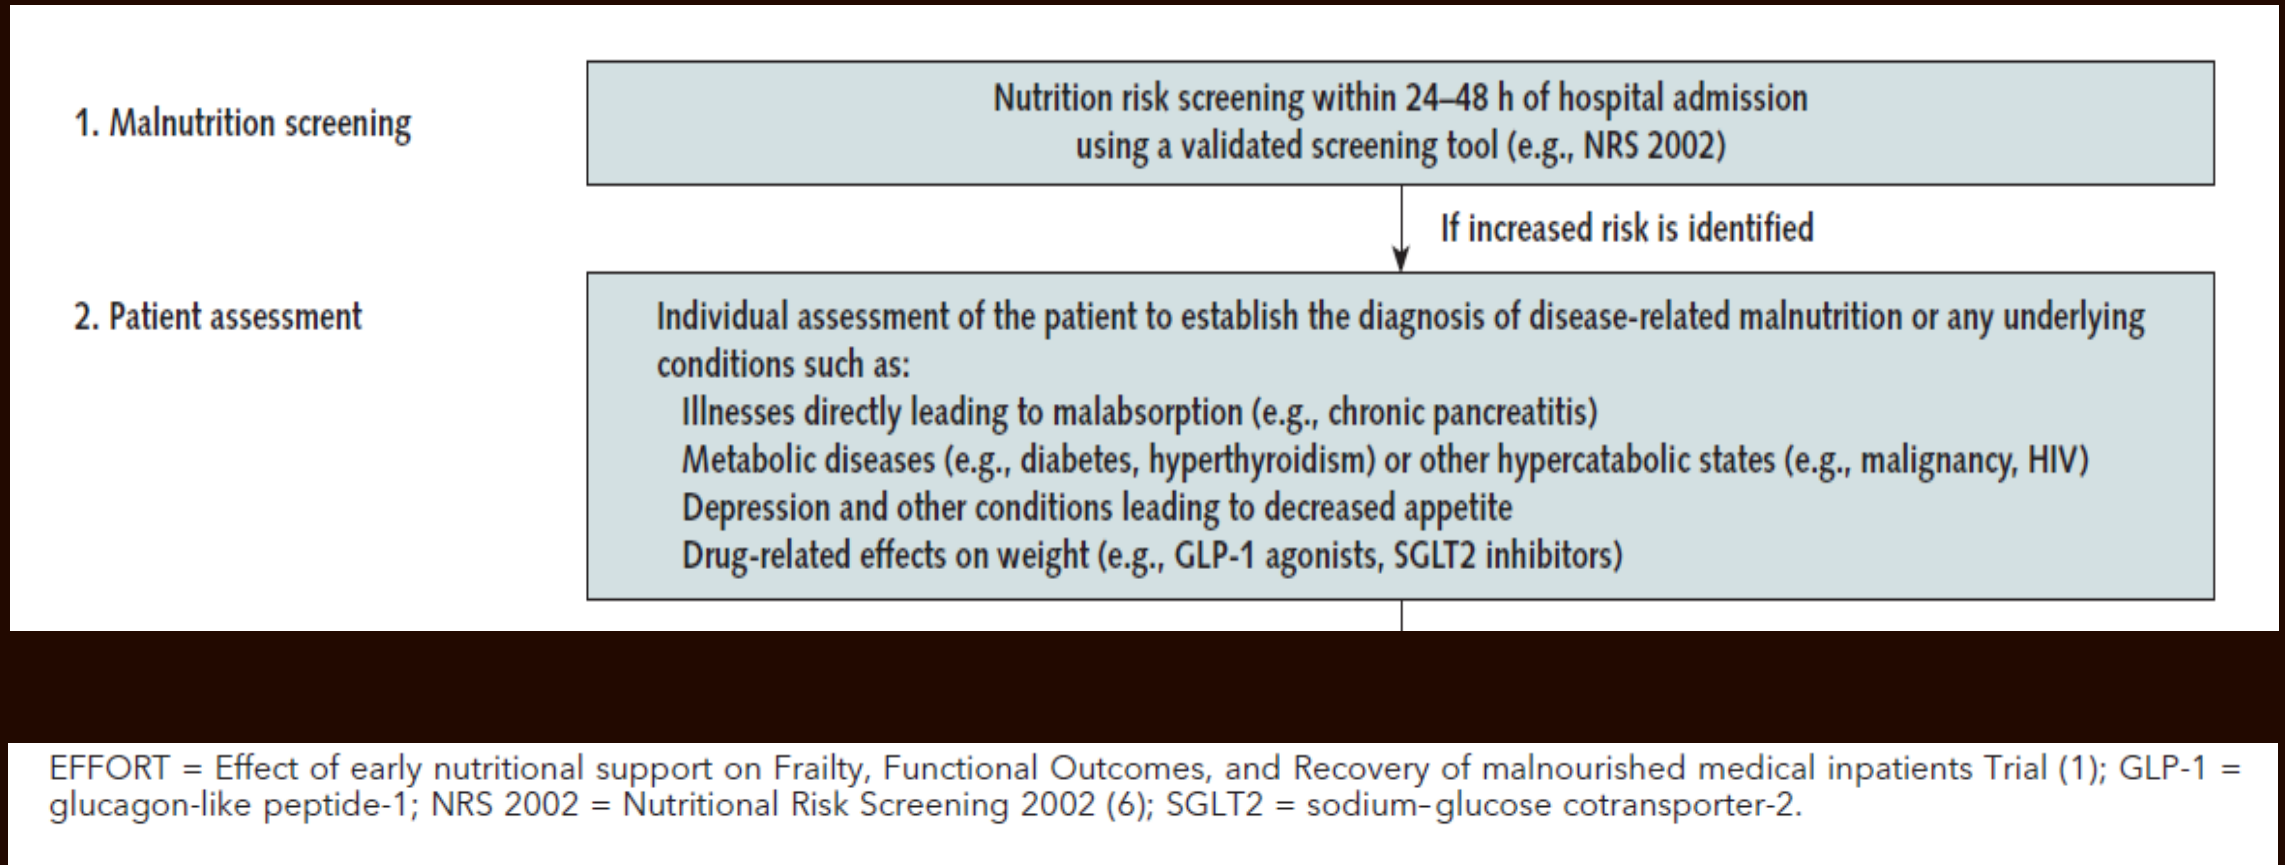 1. Malnutrition screening
Nutrition risk screening within 24–48 h of hospital admission
using a validated screening tool (e.g., NRS 2002)
If increased risk is identified
2. Patient assessment
Individual assessment of the patient to establish the diagnosis of disease-related malnutrition or any underlying
conditions such as:
Illnesses directly leading to malabsorption (e.g., chronic pancreatitis)
Metabolic diseases (e.g., diabetes, hyperthyroidism) or other hypercatabolic states (e.g., malignancy, HIV)
Depression and other conditions leading to decreased appetite
Drug-related effects on weight (e.g., GLP-1 agonists, SGLT2 inhibitors)
EFFORT = Effect of early nutritional support on Frailty, Functional Outcomes, and Recovery of malnourished medical inpatients Trial (1); GLP-1 =
glucagon-like peptide-1; NRS 2002 = Nutritional Risk Screening 2002 (6); SGLT2 = sodium–glucose cotransporter-2.